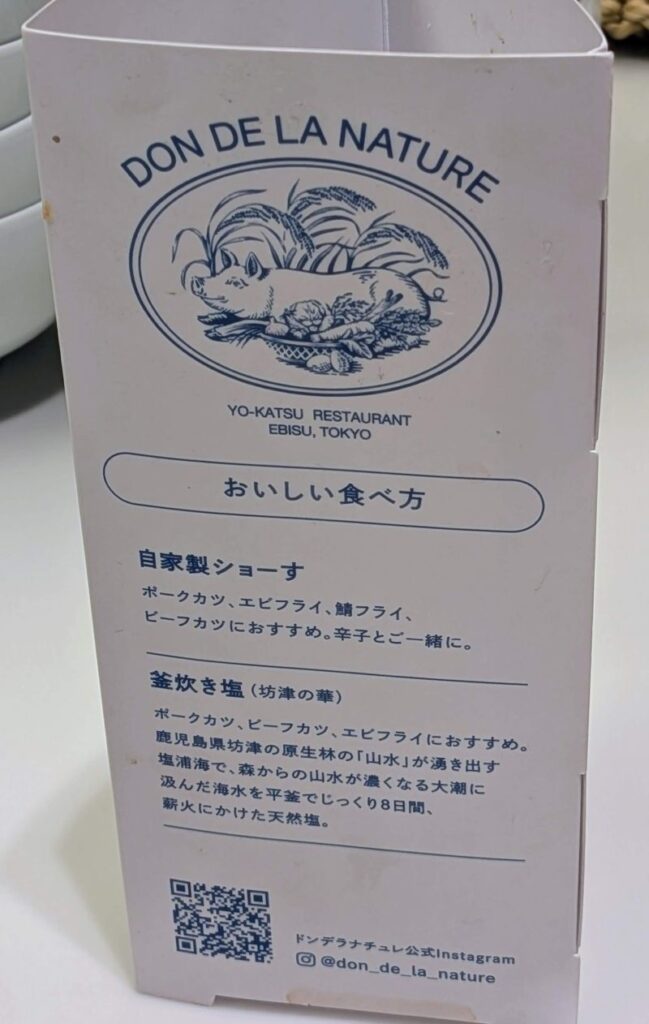 DON DE LA NATURE
YO-KATSU RESTAURANT
EBISU, TOKYO
おいしい食べ方
自家製ショーす
ポークカツ、エビフライ、鯖フライ、
ビーフカツにおすすめ。辛子とご一緒に。
釜炊き塩（坊津の華）
ポークカツ、ビーフカツ、エビフライにおすすめ。
鹿児島県坊津の原生林の「山水」が湧き出す
塩浦海で、森からの山水が濃くなる大潮に
汲んだ海水を平釜でじっくり8日間、
薪火にかけた天然塩。
ドンデラナチュレ公式Instagram
@don_de_la_nature